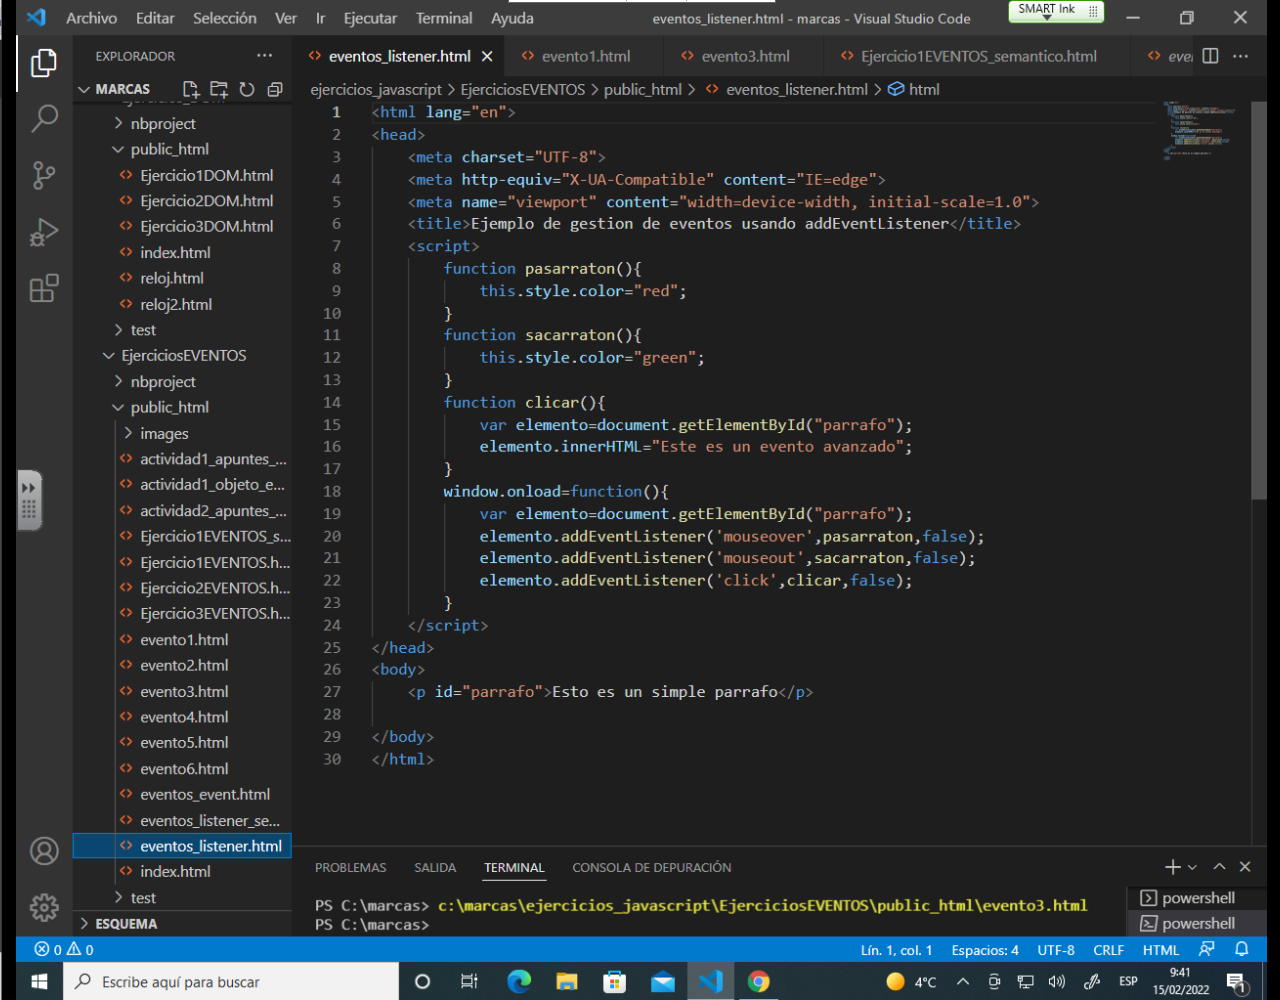 Archivo Editar Selección Ver Ir Ejecutar Terminal Ayuda
eventos_listener.html - marcas - Visual Studio Code
SMART Ink
EXPLORADOR
MARCAS
nbproject
public_html
Ejercicio1DOM.html
Ejercicio2DOM.html
Ejercicio3DOM.html
index.html
reloj.html
reloj2.html
test
EjerciciosEVENTOS
nbproject
public_html
images
actividad1_apuntes_...
actividad1_objeto_e...
actividad2_apuntes_...
Ejercicio1EVENTOS_s...
Ejercicio1EVENTOS.h...
Ejercicio2EVENTOS.h...
Ejercicio3EVENTOS.h...
evento1.html
evento2.html
evento3.html
evento4.html
evento5.html
evento6.html
eventos_event.html
eventos_listener_se...
eventos_listener.html
index.html
test
ESQUEMA
eventos_listener.html evento1.html evento3.html Ejercicio1EVENTOS_semantico.html eve
ejercicios_javascript > EjerciciosEVENTOS > public_html > eventos_listener.html > html
1 <html lang="en">
2 <head>
3 <meta charset="UTF-8">
4 <meta http-equiv="X-UA-Compatible" content="IE=edge">
5 <meta name="viewport" content="width=device-width, initial-scale=1.0">
6 <title>Ejemplo de gestion de eventos usando addEventListener</title>
7 <script>
8 function pasarraton(){
9 this.style.color="red";
10 }
11 function sacarraton(){
12 this.style.color="green";
13 }
14 function clicar(){
15 var elemento=document.getElementById("parrafo");
16 elemento.innerHTML="Este es un evento avanzado";
17 }
18 window.onload=function(){
19 var elemento=document.getElementById("parrafo");
20 elemento.addEventListener('mouseover',pasarraton,false);
21 elemento.addEventListener('mouseout',sacarraton,false);
22 elemento.addEventListener('click',clicar,false);
23 }
24 </script>
25 </head>
26 <body>
27 <p id="parrafo">Esto es un simple parrafo</p>
28
29 </body>
30 </html>
PROBLEMAS SALIDA TERMINAL CONSOLA DE DEPURACIÓN
PS C:\marcas> c:\marcas\ejercicios_javascript\EjerciciosEVENTOS\public_html\evento3.html
PS C:\marcas>
powershell
powershell
0 0
Lín. 1, col. 1 Espacios: 4 UTF-8 CRLF HTML
Escribe aquí para buscar
4°C
ESP
9:41
15/02/2022
1